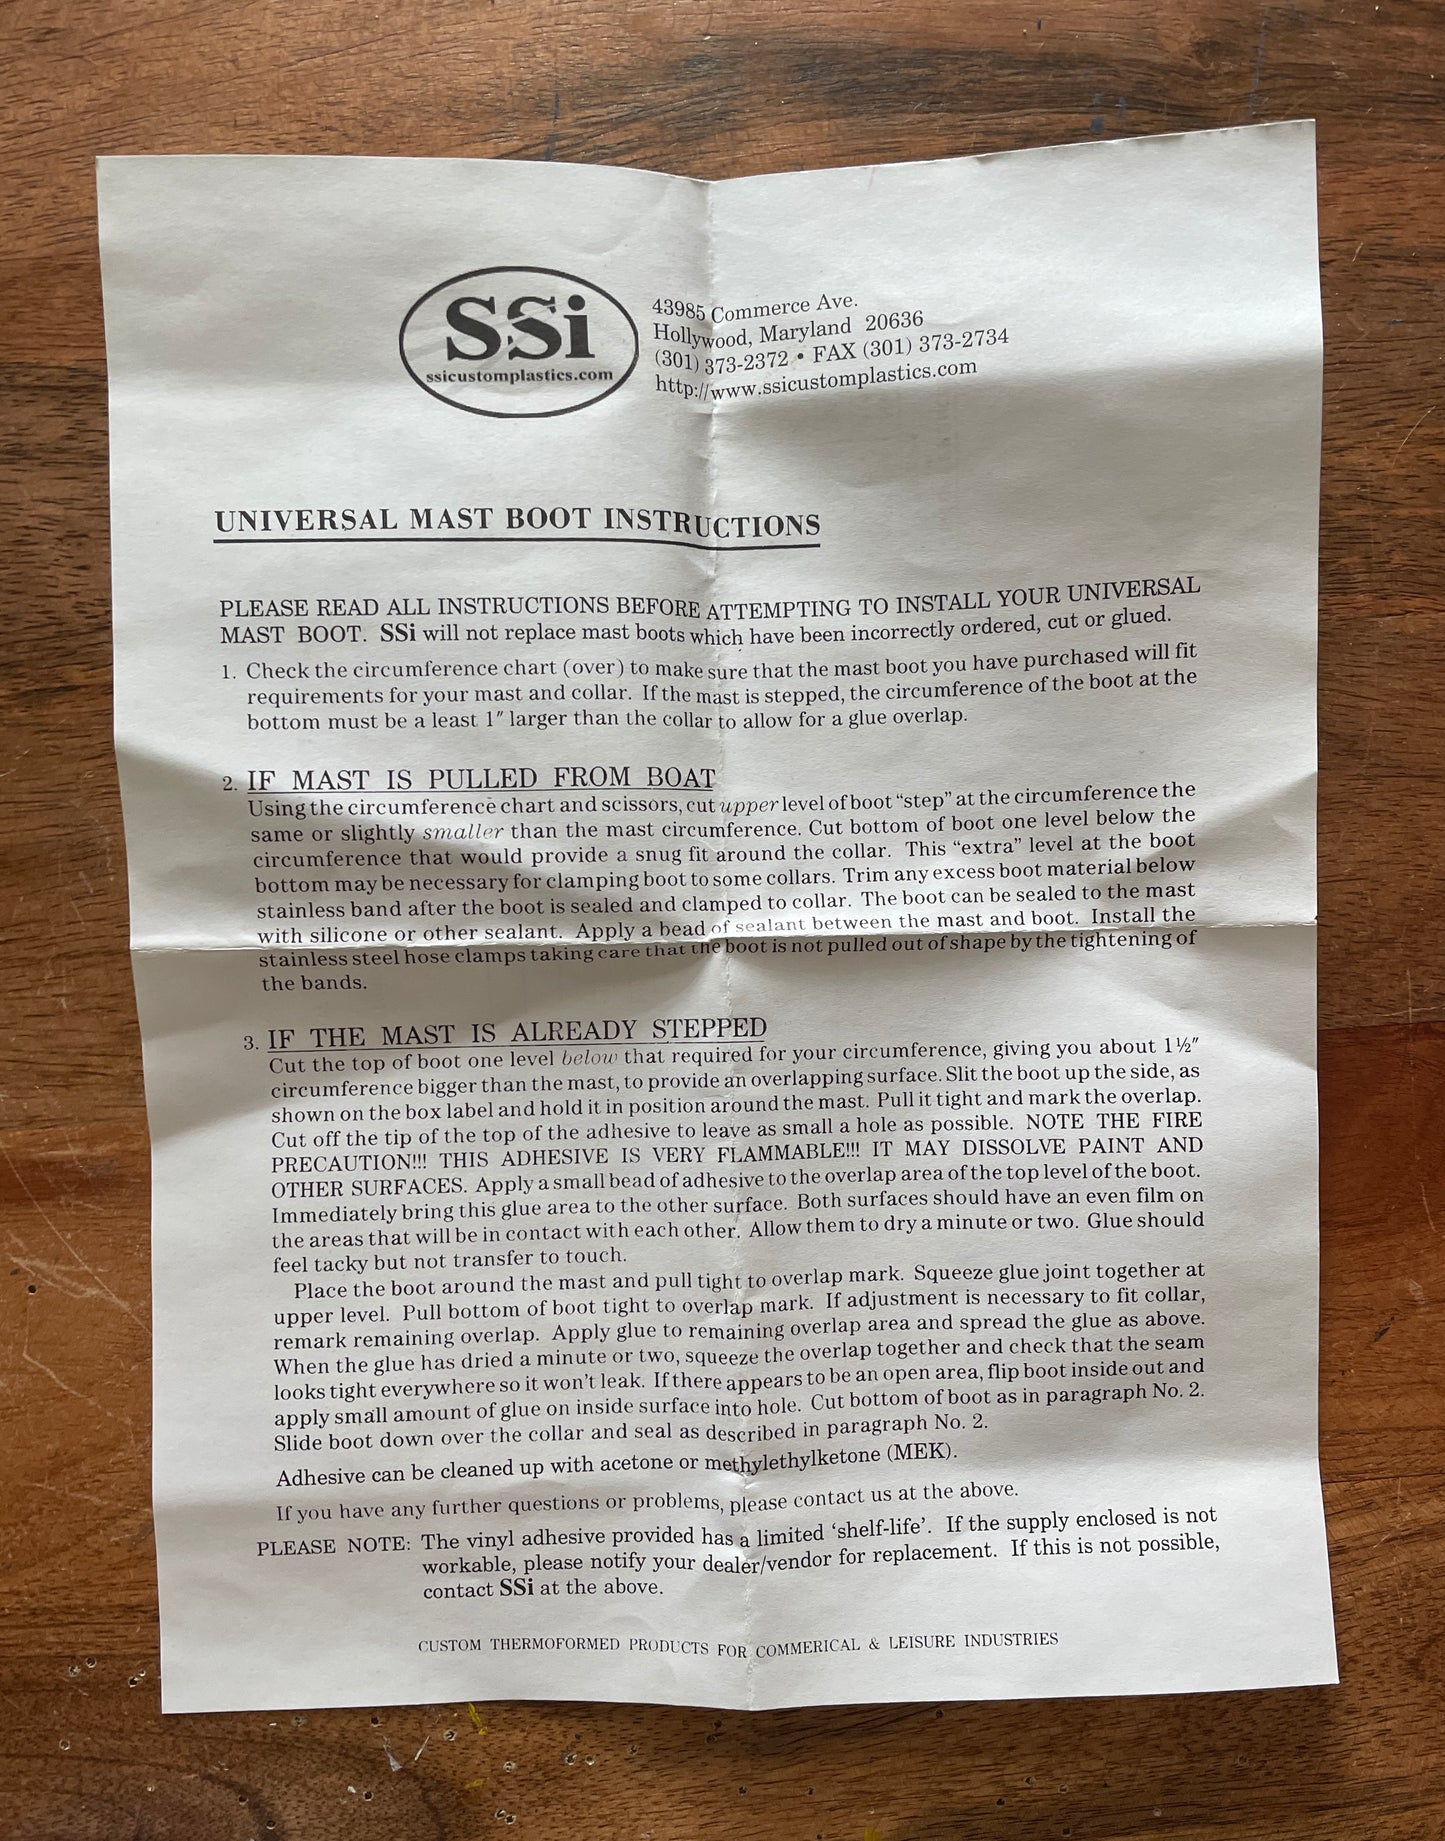 SSi
ssicustomplastics.com
43985 Commerce Ave.
Hollywood, Maryland 20636
(301) 373-2372 • FAX (301) 373-2734
http://www.ssicustomplastics.com
UNIVERSAL MAST BOOT INSTRUCTIONS
PLEASE READ ALL INSTRUCTIONS BEFORE ATTEMPTING TO INSTALL YOUR UNIVERSAL
MAST BOOT. SSi will not replace mast boots which have been incorrectly ordered, cut or glued.
1. Check the circumference chart (over) to make sure that the mast boot you have purchased will fit
requirements for your mast and collar. If the mast is stepped, the circumference of the boot at the
bottom must be a least 1″ larger than the collar to allow for a glue overlap.
2. IF MAST IS PULLED FROM BOAT
Using the circumference chart and scissors, cut upper level of boot “step” at the circumference the
same or slightly smaller than the mast circumference. Cut bottom of boot one level below the
circumference that would provide a snug fit around the collar. This “extra” level at the boot
bottom may be necessary for clamping boot to some collars. Trim any excess boot material below
stainless band after the boot is sealed and clamped to collar. The boot can be sealed to the mast
with silicone or other sealant. Apply a bead of sealant between the mast and boot. Install the
stainless steel hose clamps taking care that the boot is not pulled out of shape by the tightening of
the bands.
3. IF THE MAST IS ALREADY STEPPED
Cut the top of boot one level below that required for your circumference, giving you about 1½″
circumference bigger than the mast, to provide an overlapping surface. Slit the boot up the side, as
shown on the box label and hold it in position around the mast. Pull it tight and mark the overlap.
Cut off the tip of the top of the adhesive to leave as small a hole as possible. NOTE THE FIRE
PRECAUTION!!! THIS ADHESIVE IS VERY FLAMMABLE!!! IT MAY DISSOLVE PAINT AND
OTHER SURFACES. Apply a small bead of adhesive to the overlap area of the top level of the boot.
Immediately bring this glue area to the other surface. Both surfaces should have an even film on
the areas that will be in contact with each other. Allow them to dry a minute or two. Glue should
feel tacky but not transfer to touch.
Place the boot around the mast and pull tight to overlap mark. Squeeze glue joint together at
upper level. Pull bottom of boot tight to overlap mark. If adjustment is necessary to fit collar,
remark remaining overlap. Apply glue to remaining overlap area and spread the glue as above.
When the glue has dried a minute or two, squeeze the overlap together and check that the seam
looks tight everywhere so it won't leak. If there appears to be an open area, flip boot inside out and
apply small amount of glue on inside surface into hole. Cut bottom of boot as in paragraph No. 2.
Slide boot down over the collar and seal as described in paragraph No. 2.
Adhesive can be cleaned up with acetone or methylethylketone (MEK).
If you have any further questions or problems, please contact us at the above.
PLEASE NOTE: The vinyl adhesive provided has a limited ‘shelf-life’. If the supply enclosed is not
workable, please notify your dealer/vendor for replacement. If this is not possible,
contact SSi at the above.
CUSTOM THERMOFORMED PRODUCTS FOR COMMERICAL & LEISURE INDUSTRIES